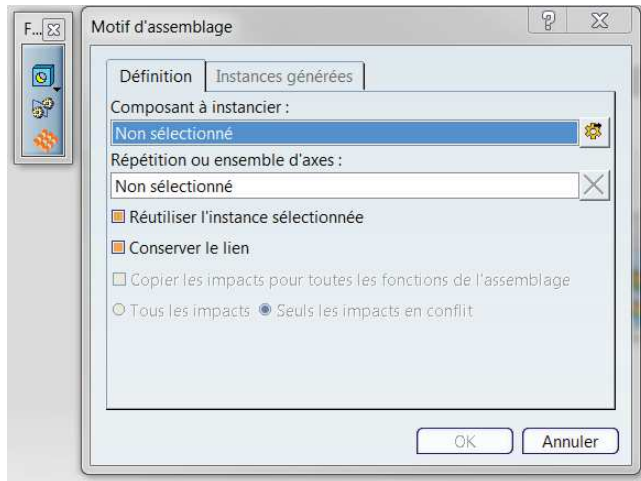 F...
Motif d'assemblage
Définition
Instances générées
Composant à instancier :
Non sélectionné
Répétition ou ensemble d'axes :
Non sélectionné
Réutiliser l'instance sélectionnée
Conserver le lien
Copier les impacts pour toutes les fonctions de l'assemblage
Tous les impacts Seuls les impacts en conflit
OK Annuler